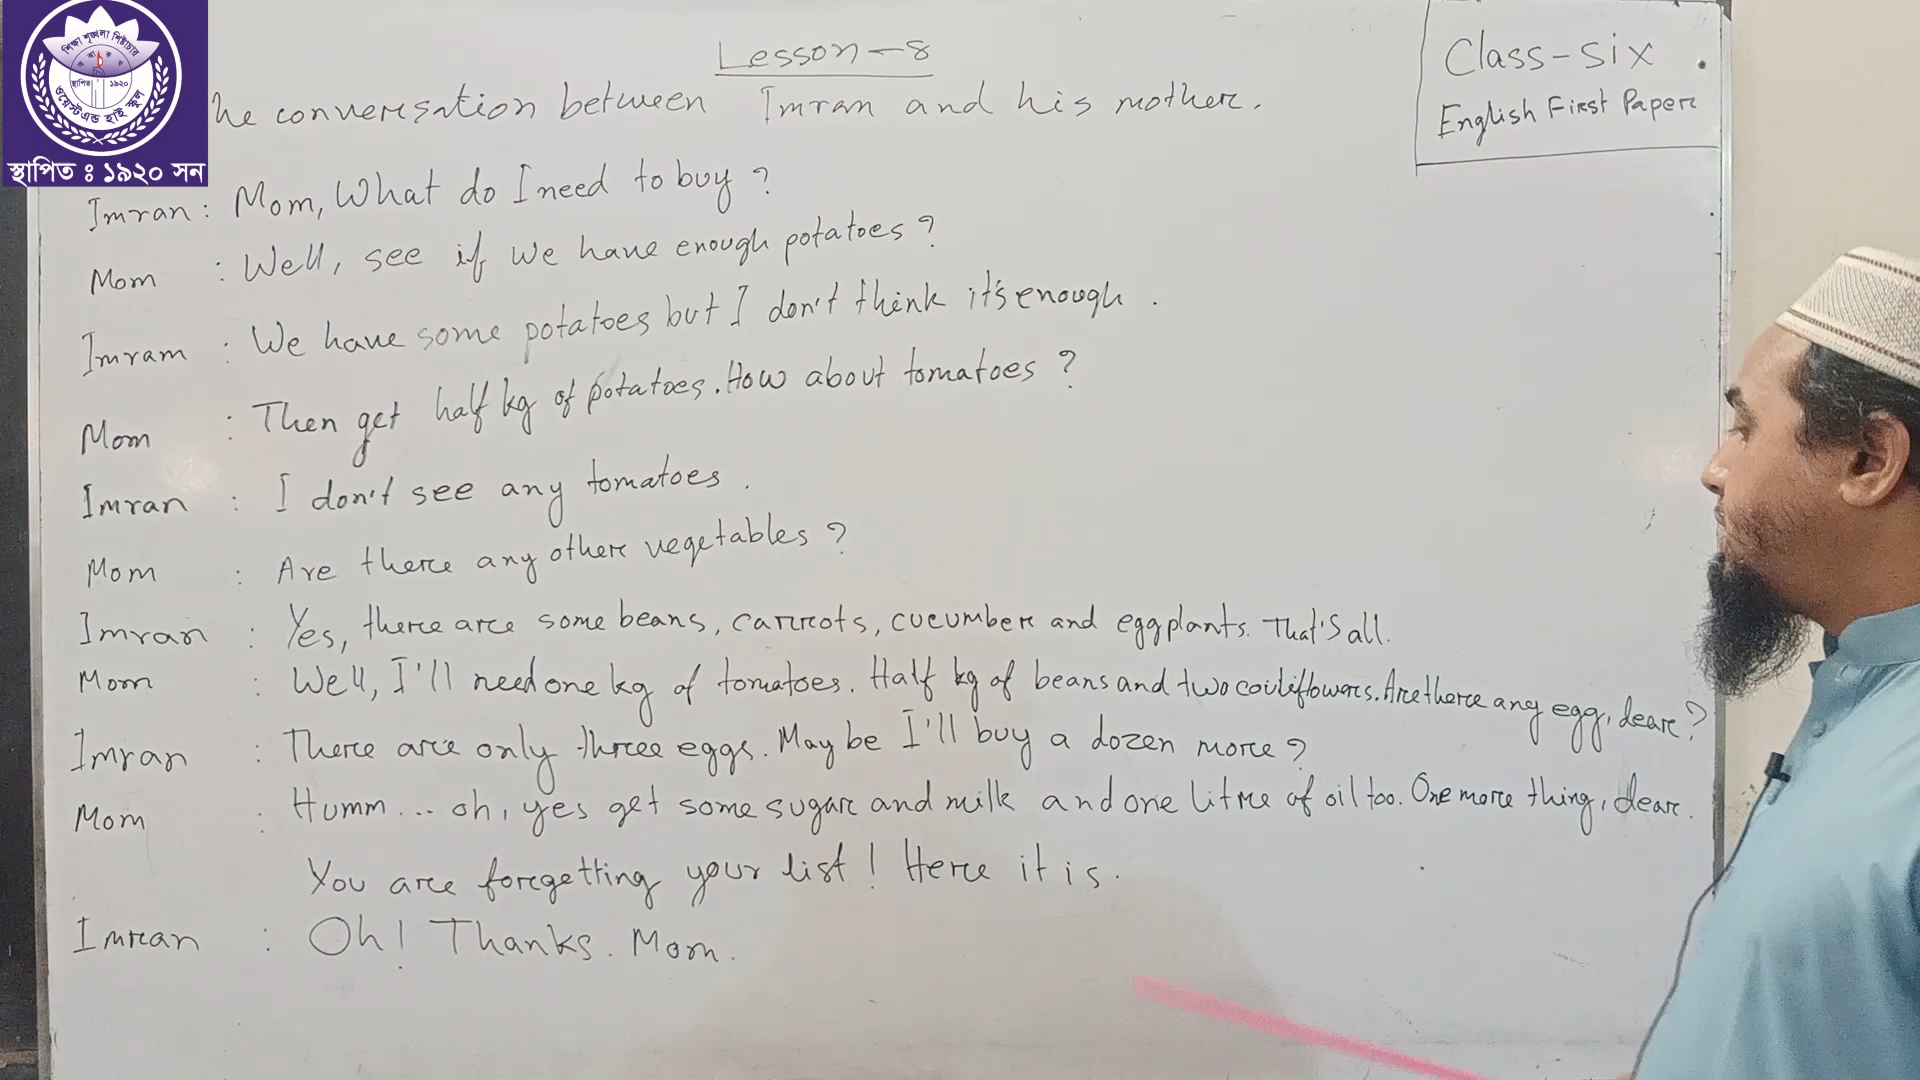 শিক্ষা শৃঙ্খলা শিষ্টাচার
স্থাপিত ১৯২০
ওয়েস্ট এন্ড হাই স্কুল
স্থাপিত ঃ ১৯২০ সন
Lesson-8
he conversation between Imran and his mother.
Class-six
English First Paper
Imran : Mom, What do I need to buy?
Mom : Well, see if we have enough potatoes?
Imram : We have some potatoes but I don't think it's enough.
Mom : Then get half kg of potatoes. How about tomatoes?
Imran : I don't see any tomatoes.
Mom : Are there any other vegetables?
Imran : Yes, there are some beans, carrots, cucumber and eggplants. That's all.
Mom : Well, I'll need one kg of tomatoes. Half kg of beans and two couliflowers. Are there any egg, dear?
Imran : There are only three eggs. May be I'll buy a dozen more?
Mom : Humm... oh, yes get some sugar and milk and one litre of oil too. One more thing, dear.
You are forgetting your list! Here it is.
Imran : Oh! Thanks. Mom.